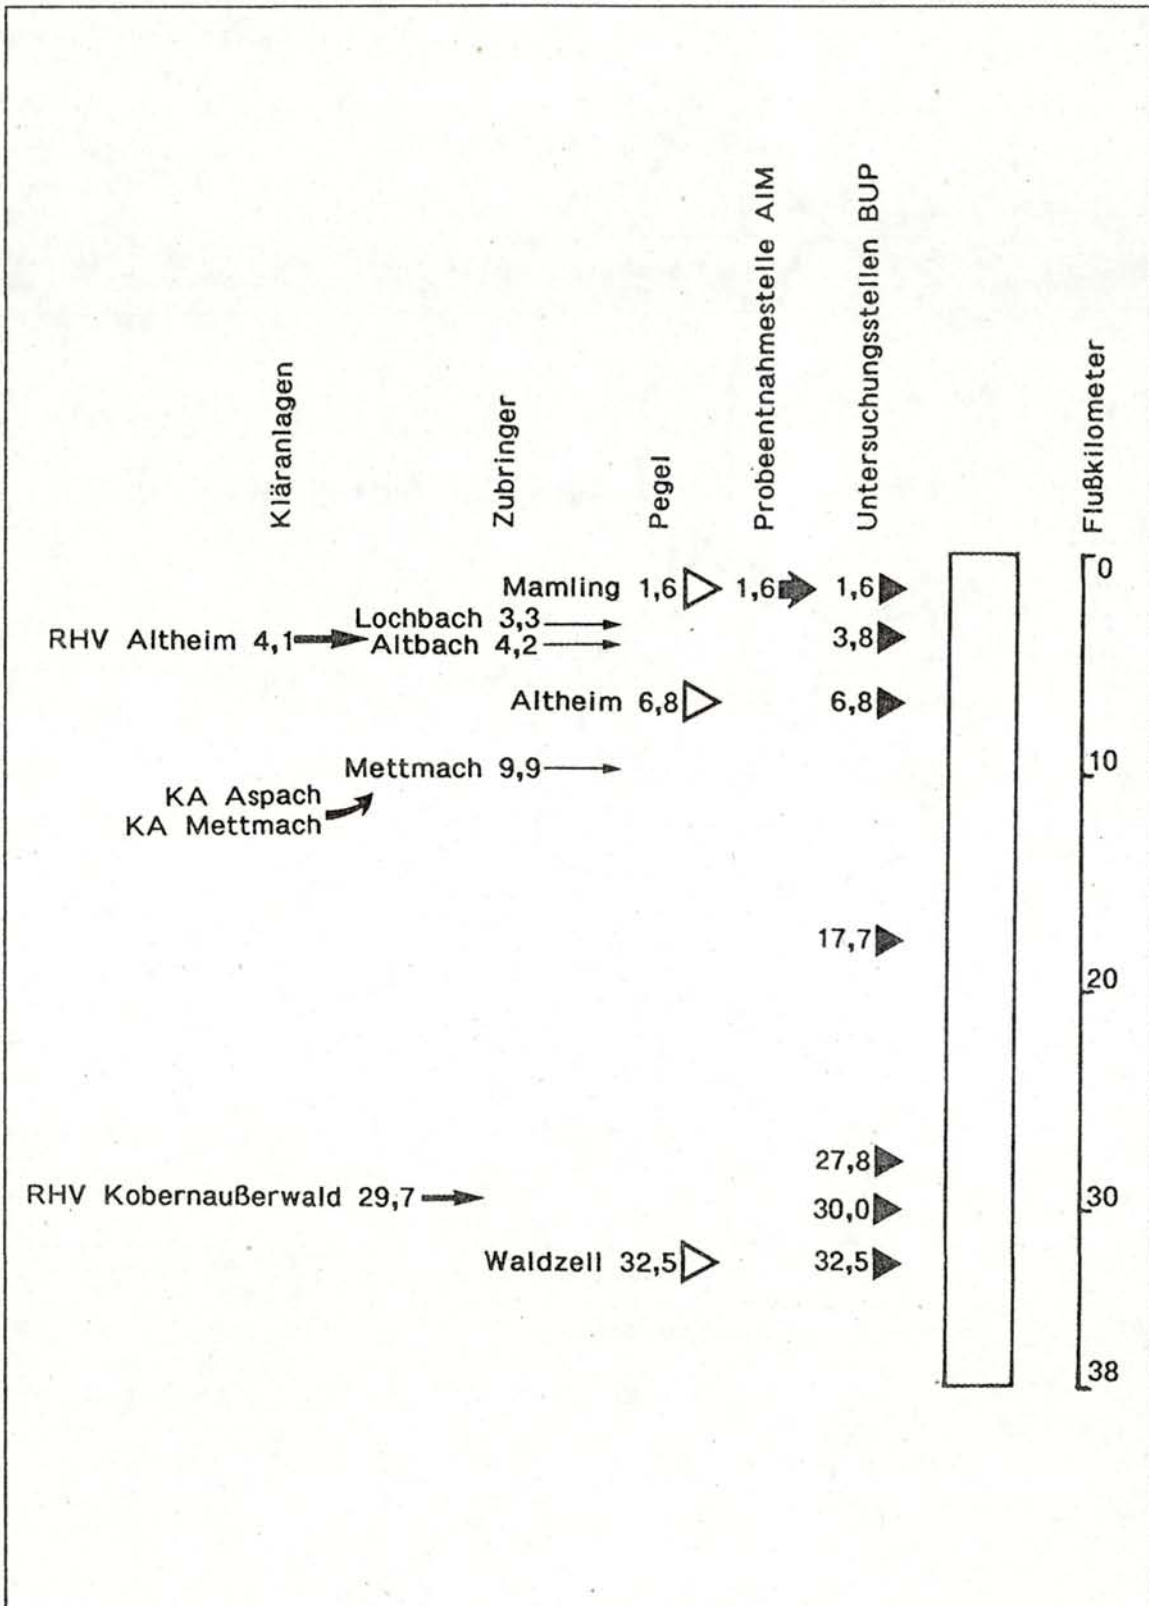 Kläranlagen
Zubringer
Pegel
Probeentnahmestelle AIM
Untersuchungsstellen BUP
Flußkilometer
0
Mamling 1,6 1,6 1,6
Lochbach 3,3
RHV Altheim 4,1 Altbach 4,2 3,8
Altheim 6,8 6,8
10
Mettmach 9,9
KA Aspach
KA Mettmach
17,7
20
27,8
RHV Kobernaußerwald 29,7 30,0 30
Waldzell 32,5 32,5
38